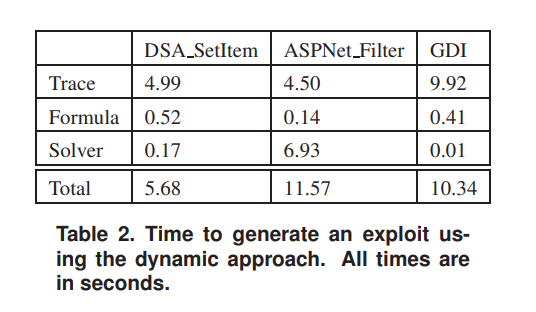 DSA_SetItem ASPNet_Filter GDI
Trace 4.99 4.50 9.92
Formula 0.52 0.14 0.41
Solver 0.17 6.93 0.01
Total 5.68 11.57 10.34
Table 2. Time to generate an exploit us-
ing the dynamic approach. All times are
in seconds.